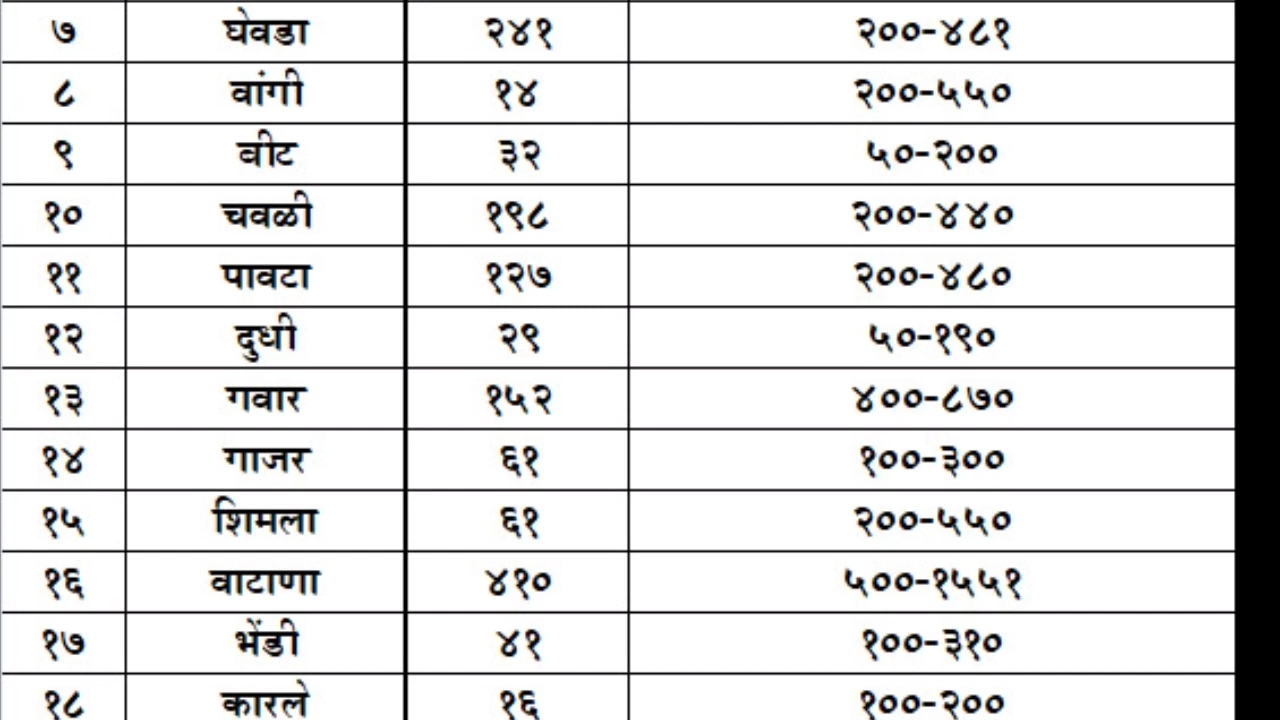 ७ घेवडा २४१ २००-४८१
८ वांगी १४ २००-५५०
९ बीट ३२ ५०-२००
१० चवळी १९८ २००-४४०
११ पावटा १२७ २००-४८०
१२ दुधी २९ ५०-१९०
१३ गवार १५२ ४००-८७०
१४ गाजर ६१ १००-३००
१५ शिमला ६१ २००-५५०
१६ वाटाणा ४१० ५००-१५५१
१७ भेंडी ४१ १००-३१०
१८ कारले १६ १००-२००